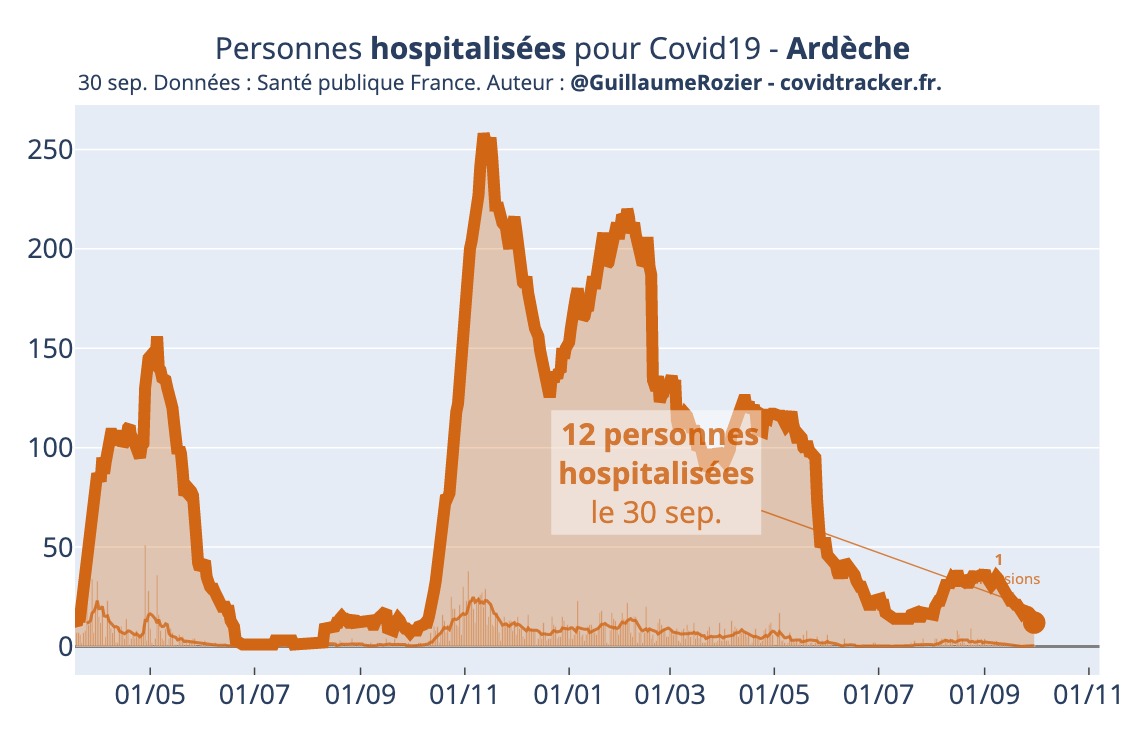 Personnes hospitalisées pour Covid19 - Ardèche
30 sep. Données : Santé publique France. Auteur : @GuillaumeRozier - covidtracker.fr.
250
200
150
100
50
0
12 personnes
hospitalisées
le 30 sep.
1
01/05 01/07 01/09 01/11 01/01 01/03 01/05 01/07 01/09 01/11